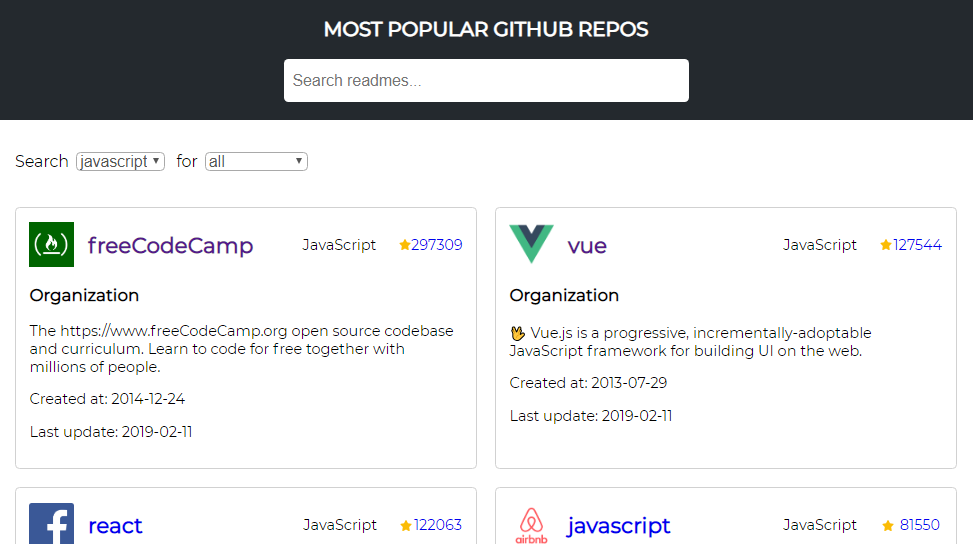 MOST POPULAR GITHUB REPOS
Search readmes...
Search javascript for all
freeCodeCamp JavaScript 297309
Organization
The https://www.freeCodeCamp.org open source codebase
and curriculum. Learn to code for free together with
millions of people.
Created at: 2014-12-24
Last update: 2019-02-11
vue JavaScript 127544
Organization
🖖 Vue.js is a progressive, incrementally-adoptable
JavaScript framework for building UI on the web.
Created at: 2013-07-29
Last update: 2019-02-11
react JavaScript 122063
airbnb javascript JavaScript 81550